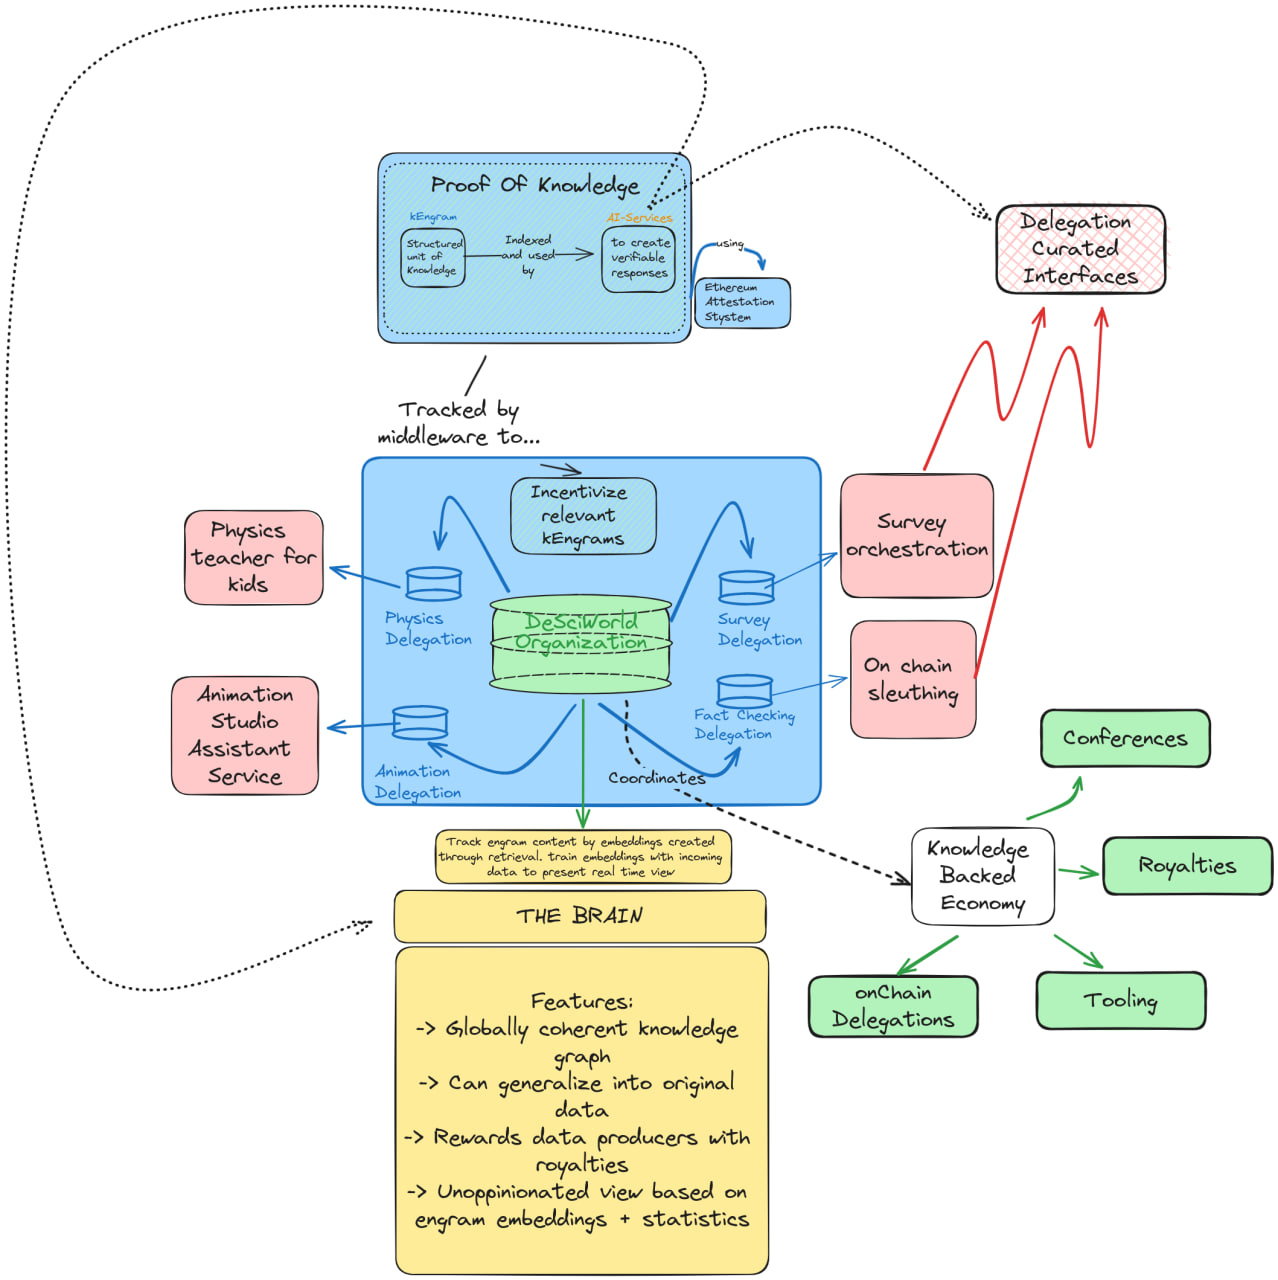 Proof Of Knowledge
kEngram
AI-Services
Structured
unit of
Knowledge
Indexed
and used
by
to create
verifiable
responses
using
Ethereum
Attestation
Stystem
Delegation
Curated
Interfaces
Tracked by
middleware to...
Incentivize
relevant
kEngrams
Physics
teacher for
kids
Physics
Delegation
DeSciWorld
Organization
Survey
Delegation
Survey
orchestration
Animation
Studio
Assistant
Service
Animation
Delegation
Fact Checking
Delegation
On chain
sleuthing
Coordinates
Conferences
Knowledge
Backed
Economy
Royalties
onChain
Delegations
Tooling
Track engram content by embeddings created
through retrieval. train embeddings with incoming
data to present real time view
THE BRAIN
Features:
-> Globally coherent knowledge
graph
-> Can generalize into original
data
-> Rewards data producers with
royalties
-> Unoppinionated view based on
engram embeddings + statistics